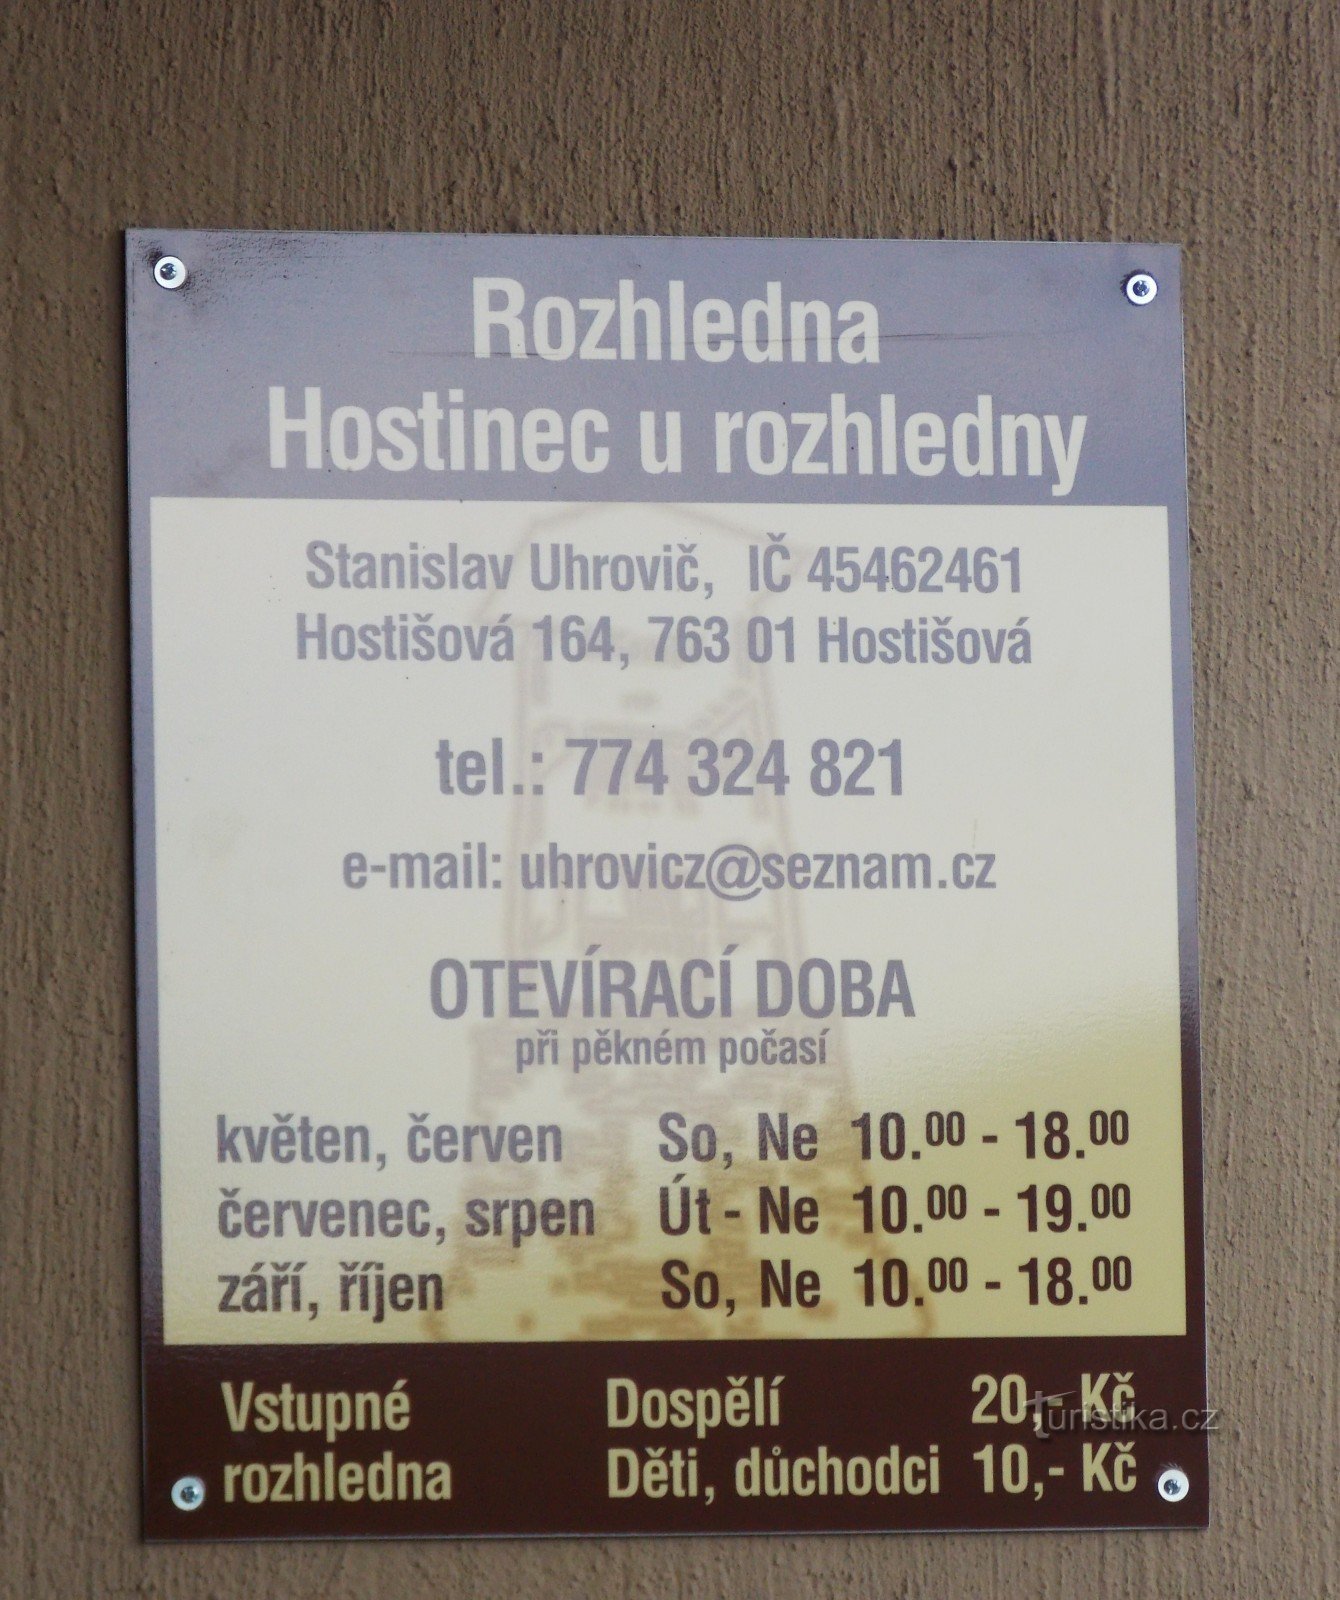 Rozhledna
Hostinec u rozhledny
Stanislav Uhrovič, IČ 45462461
Hostišová 164, 763 01 Hostišová
tel.: 774 324 821
e-mail: uhrovicz@seznam.cz
OTEVÍRACÍ DOBA
při pěkném počasí
květen, červen So, Ne 10.00 - 18.00
červenec, srpen Út - Ne 10.00 - 19.00
září, říjen So, Ne 10.00 - 18.00
Vstupné Dospělí 20,- Kč
rozhledna Děti, důchodci 10,- Kč
Turistika.cz